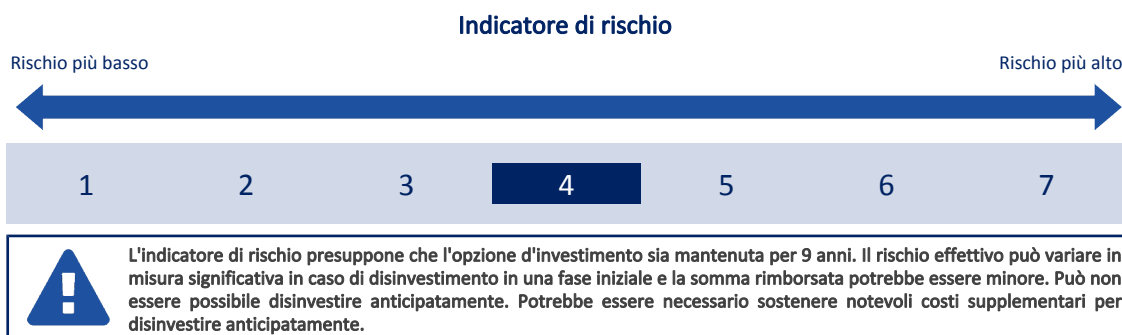 Indicatore di rischio
Rischio più basso
Rischio più alto
1 2 3 4 5 6 7
L'indicatore di rischio presuppone che l'opzione d'investimento sia mantenuta per 9 anni. Il rischio effettivo può variare in
misura significativa in caso di disinvestimento in una fase iniziale e la somma rimborsata potrebbe essere minore. Può non
essere possibile disinvestire anticipatamente. Potrebbe essere necessario sostenere notevoli costi supplementari per
disinvestire anticipatamente.